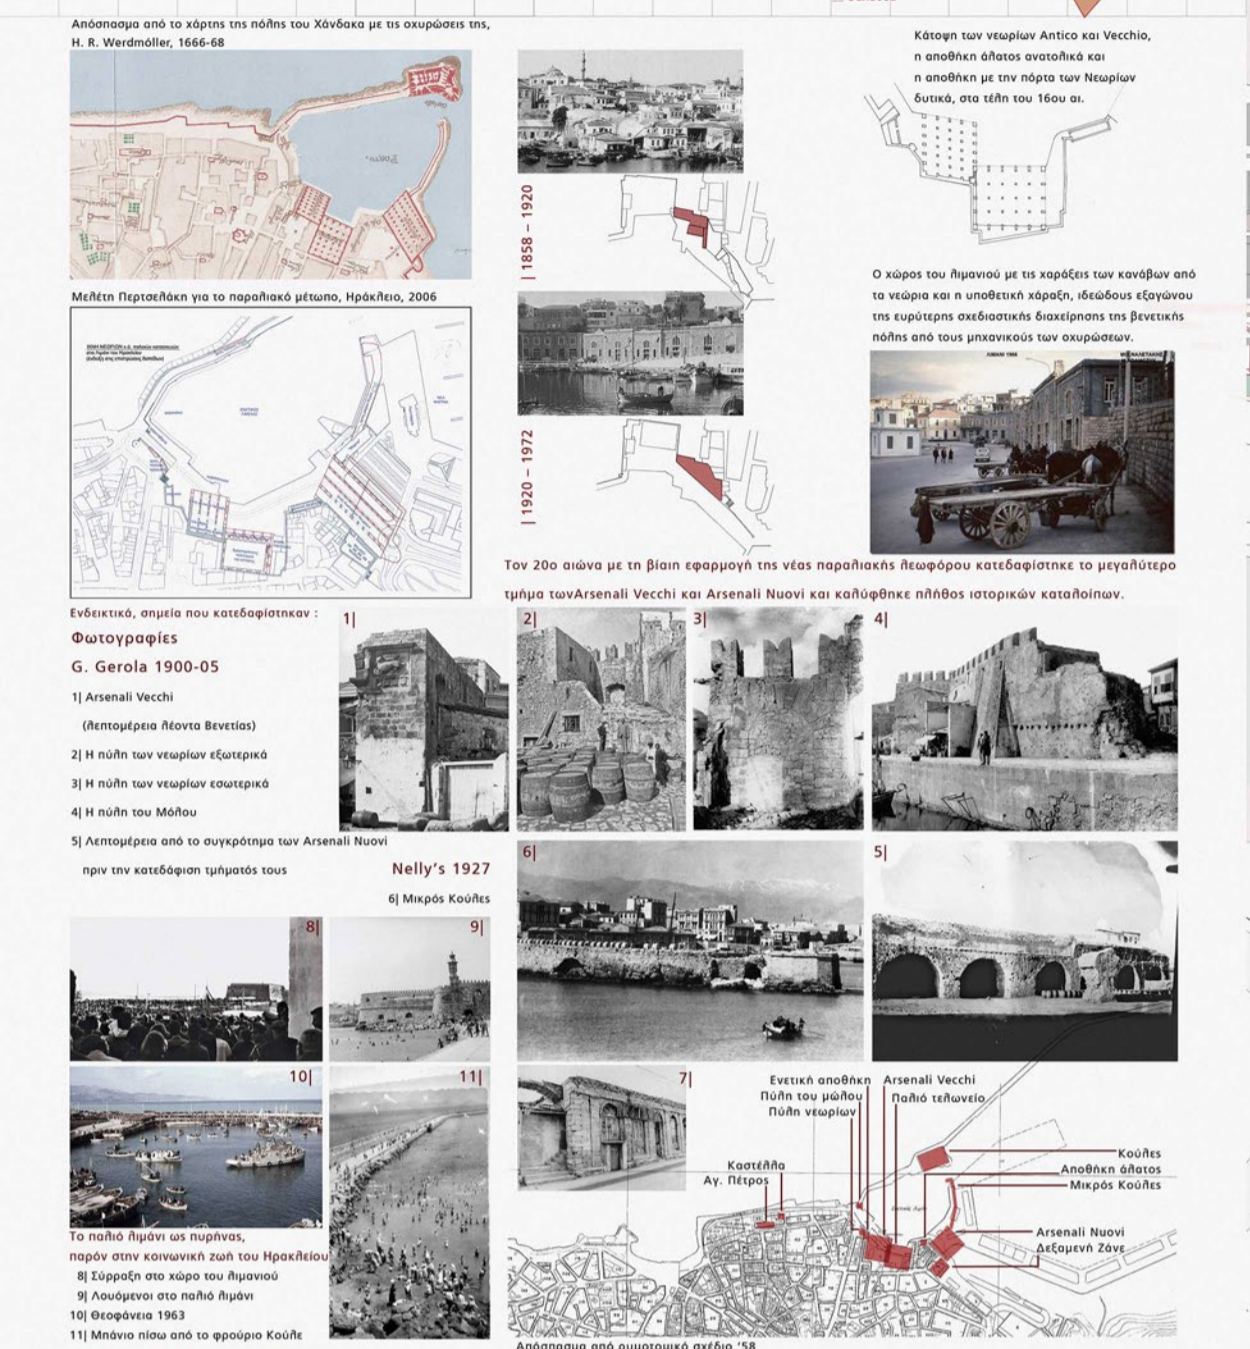 Απόσπασμα από το χάρτης της πόλης του Χάνδακα με τις οχυρώσεις της,
H. R. Werdmöller, 1666-68
Μελέτη Περτσελάκη για το παραλιακό μέτωπο, Ηράκλειο, 2006
| 1858 – 1920
| 1920 – 1972
Κάτοψη των νεωρίων Antico και Vecchio,
η αποθήκη άλατος ανατολικά και
η αποθήκη με την πόρτα των Νεωρίων
δυτικά, στα τέλη του 16ου αι.
Ο χώρος του λιμανιού με τις χαράξεις των κανάβων από
τα νεώρια και η υποθετική χάραξη, ιδεώδους εξαγώνου
της ευρύτερης σχεδιαστικής διαχείρησης της βενετικής
πόλης από τους μηχανικούς των οχυρώσεων.
ΛΙΜΑΝΙ 1966
Τον 20ο αιώνα με τη βίαιη εφαρμογή της νέας παραλιακής λεωφόρου κατεδαφίστηκε το μεγαλύτερο
τμήμα τωνArsenali Vecchi και Arsenali Nuovi και καλύφθηκε πλήθος ιστορικών καταλοίπων.
Ενδεικτικά, σημεία που κατεδαφίστηκαν :
Φωτογραφίες
G. Gerola 1900-05
1| Arsenali Vecchi
(λεπτομέρεια λέοντα Βενετίας)
2| Η πύλη των νεωρίων εξωτερικά
3| Η πύλη των νεωρίων εσωτερικά
4| Η πύλη του Μόλου
5| Λεπτομέρεια από το συγκρότημα των Arsenali Nuovi
πριν την κατεδάφιση τμήματός τους
Nelly's 1927
6| Μικρός Κούλες
1|
2|
3|
4|
6|
5|
8|
9|
10|
11|
7|
Το παλιό λιμάνι ως πυρήνας,
παρόν στην κοινωνική ζωή του Ηρακλείου
8| Σύρραξη στο χώρο του λιμανιού
9| Λουόμενοι στο παλιό λιμάνι
10| Θεοφάνεια 1963
11| Μπάνιο πίσω από το φρούριο Κούλε
Ενετική αποθήκη
Πύλη του μώλου
Πύλη νεωρίων
Arsenali Vecchi
Παλιό τελωνείο
Καστέλλα
Αγ. Πέτρος
Κούλες
Αποθήκη άλατος
Μικρός Κούλες
Arsenali Nuovi
Δεξαμενή Ζάνε
Απόσπασμα από ρυμοτομικό σχέδιο '58